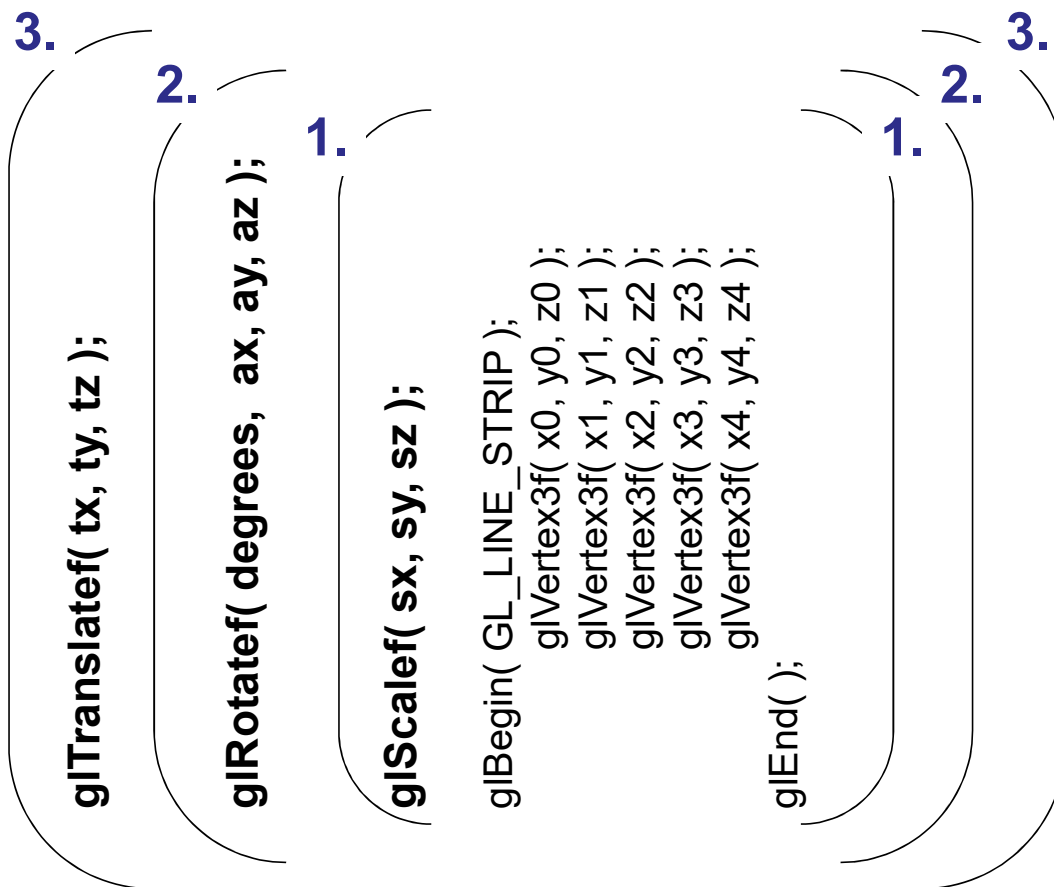 3.
2.
1.
1.
2.
3.
glTranslatef( tx, ty, tz );
glRotatef( degrees,  ax, ay, az );
glScalef( sx, sy, sz );
glBegin( GL_LINE_STRIP );
glVertex3f( x0, y0, z0 );
glVertex3f( x1, y1, z1 );
glVertex3f( x2, y2, z2 );
glVertex3f( x3, y3, z3 );
glVertex3f( x4, y4, z4 );
glEnd( );